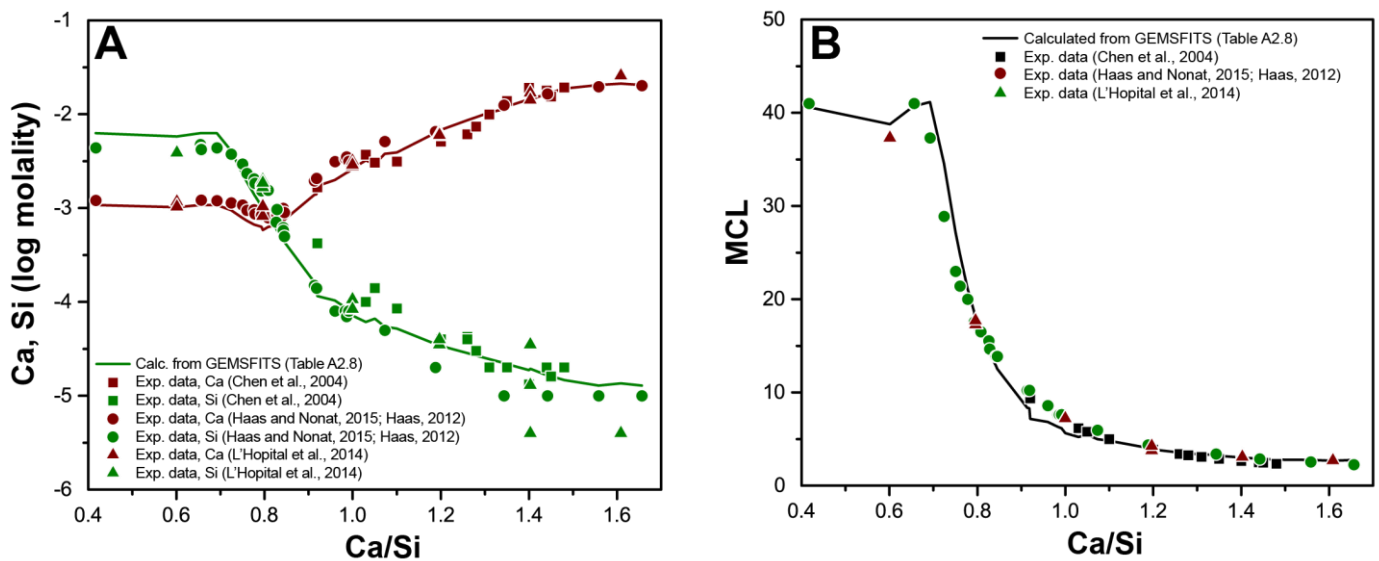 A
-1
-2
-3
-4
-5
-6
Ca, Si (log molality)
Calc. from GEMSFITS (Table A2.8)
Exp. data, Ca (Chen et al., 2004)
Exp. data, Si (Chen et al., 2004)
Exp. data, Ca (Haas and Nonat, 2015; Haas, 2012)
Exp. data, Si (Haas and Nonat, 2015; Haas, 2012)
Exp. data, Ca (L'Hopital et al., 2014)
Exp. data, Si (L'Hopital et al., 2014)
0.4 0.6 0.8 1.0 1.2 1.4 1.6
Ca/Si
B
50
40
30
20
10
0
MCL
Calculated from GEMSFITS (Table A2.8)
Exp. data (Chen et al., 2004)
Exp. data (Haas and Nonat, 2015; Haas, 2012)
Exp. data (L'Hopital et al., 2014)
0.4 0.6 0.8 1.0 1.2 1.4 1.6
Ca/Si